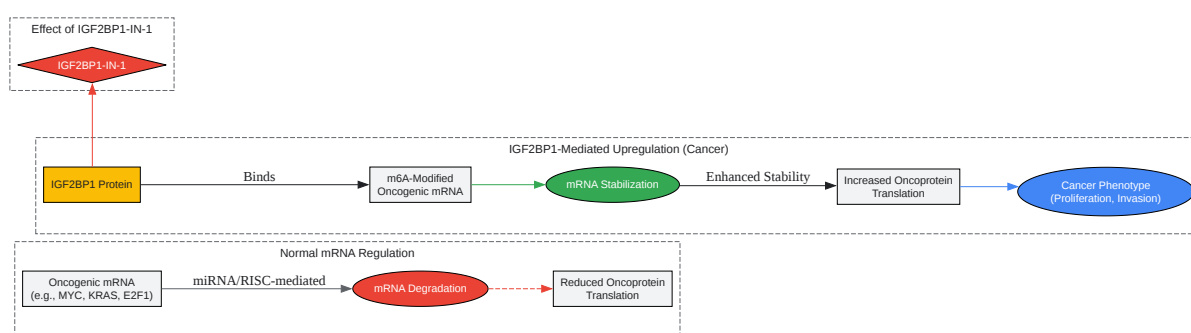 Effect of IGF2BP1-IN-1
IGF2BP1-IN-1
IGF2BP1-Mediated Upregulation (Cancer)
IGF2BP1 Protein
Binds
m6A-Modified
Oncogenic mRNA
mRNA Stabilization
Enhanced Stability
Increased Oncoprotein
Translation
Cancer Phenotype
(Proliferation, Invasion)
Normal mRNA Regulation
Oncogenic mRNA
(e.g., MYC, KRAS, E2F1)
miRNA/RISC-mediated
mRNA Degradation
Reduced Oncoprotein
Translation